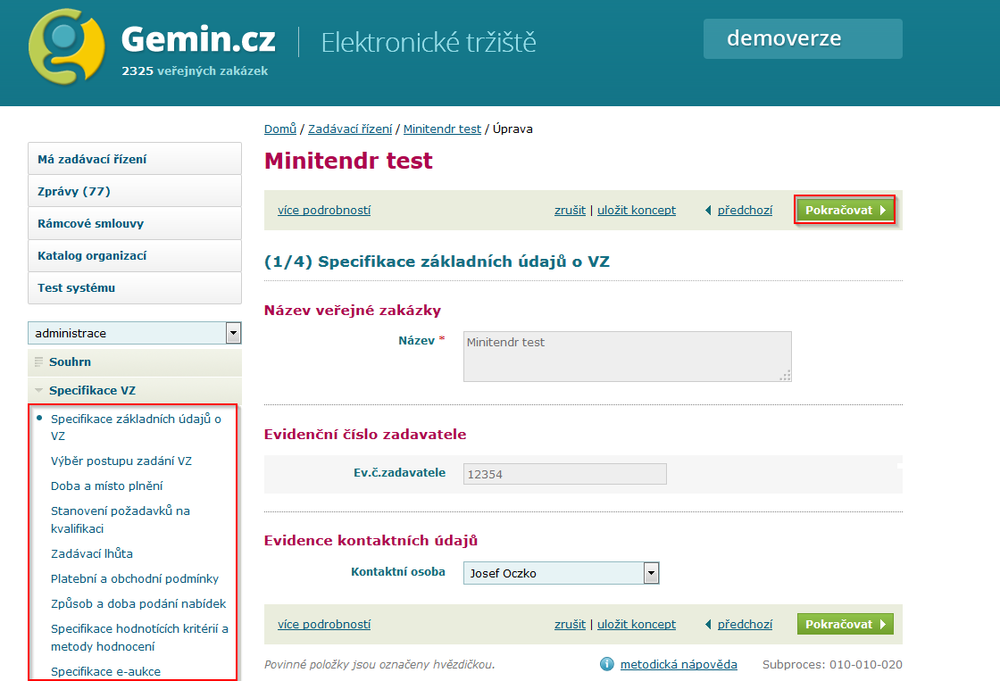 Gemin.cz
Elektronické tržiště
2325 veřejných zakázek
demoverze
Domů / Zadávací řízení / Minitendr test / Úprava
Minitendr test
Má zadávací řízení
Zprávy (77)
Rámcové smlouvy
Katalog organizací
Test systému
administrace
Souhrn
Specifikace VZ
Specifikace základních údajů o
VZ
Výběr postupu zadání VZ
Doba a místo plnění
Stanovení požadavků na
kvalifikaci
Zadávací lhůta
Platební a obchodní podmínky
Způsob a doba podání nabídek
Specifikace hodnotících kritérií a
metody hodnocení
Specifikace e-aukce
více podrobností zrušit | uložit koncept předchozí Pokračovat
(1/4) Specifikace základních údajů o VZ
Název veřejné zakázky
Název * Minitendr test
Evidenční číslo zadavatele
Ev.č.zadavatele 12354
Evidence kontaktních údajů
Kontaktní osoba Josef Oczko
více podrobností zrušit | uložit koncept předchozí Pokračovat
Povinné položky jsou označeny hvězdičkou. metodická nápověda Subproces: 010-010-020